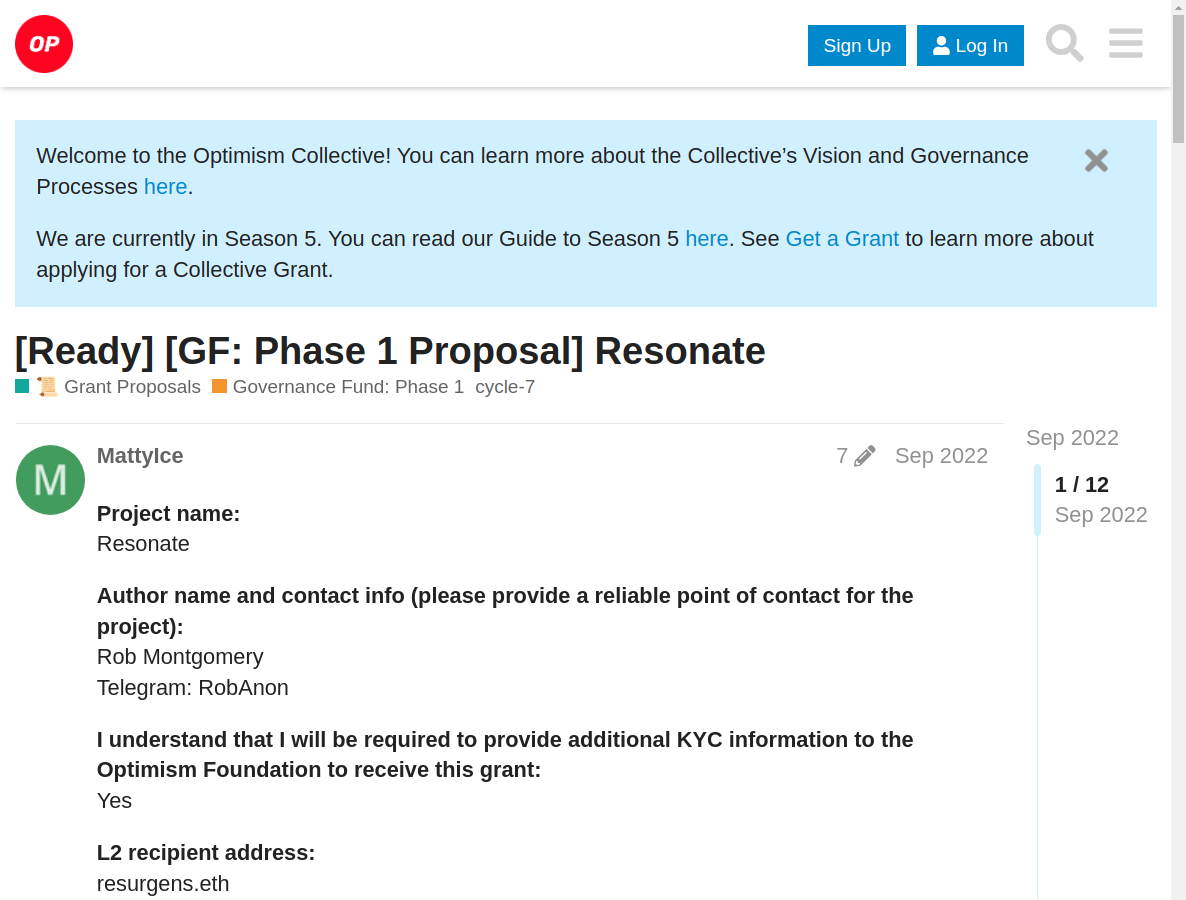 OP
Sign Up
Log In
Welcome to the Optimism Collective! You can learn more about the Collective’s Vision and Governance
Processes here.
We are currently in Season 5. You can read our Guide to Season 5 here. See Get a Grant to learn more about
applying for a Collective Grant.
[Ready] [GF: Phase 1 Proposal] Resonate
Grant Proposals Governance Fund: Phase 1 cycle-7
M
MattyIce
7
Sep 2022
Sep 2022
1 / 12
Sep 2022
Project name:
Resonate
Author name and contact info (please provide a reliable point of contact for the
project):
Rob Montgomery
Telegram: RobAnon
I understand that I will be required to provide additional KYC information to the
Optimism Foundation to receive this grant:
Yes
L2 recipient address:
resurgens.eth